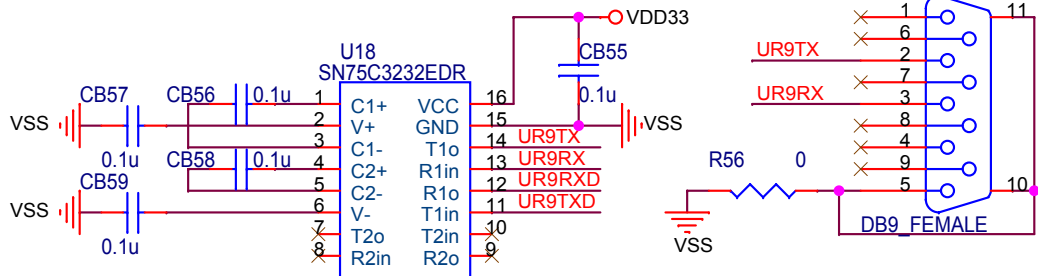 U18
SN75C3232EDR
VDD33
CB55
0.1u
VSS
CB57
0.1u
VSS
CB56
0.1u
CB58
0.1u
CB59
0.1u
VSS
1 C1+ VCC 16
2 V+ GND 15
3 C1- T1o 14 UR9TX
4 C2+ R1in 13 UR9RX
5 C2- R1o 12 UR9RXD
6 V- T1in 11 UR9TXD
7 T2o T2in 10
8 R2in R2o 9
1 11
6
UR9TX 2
7
UR9RX 3
8
4
9
R56 0 5 10
VSS
DB9_FEMALE